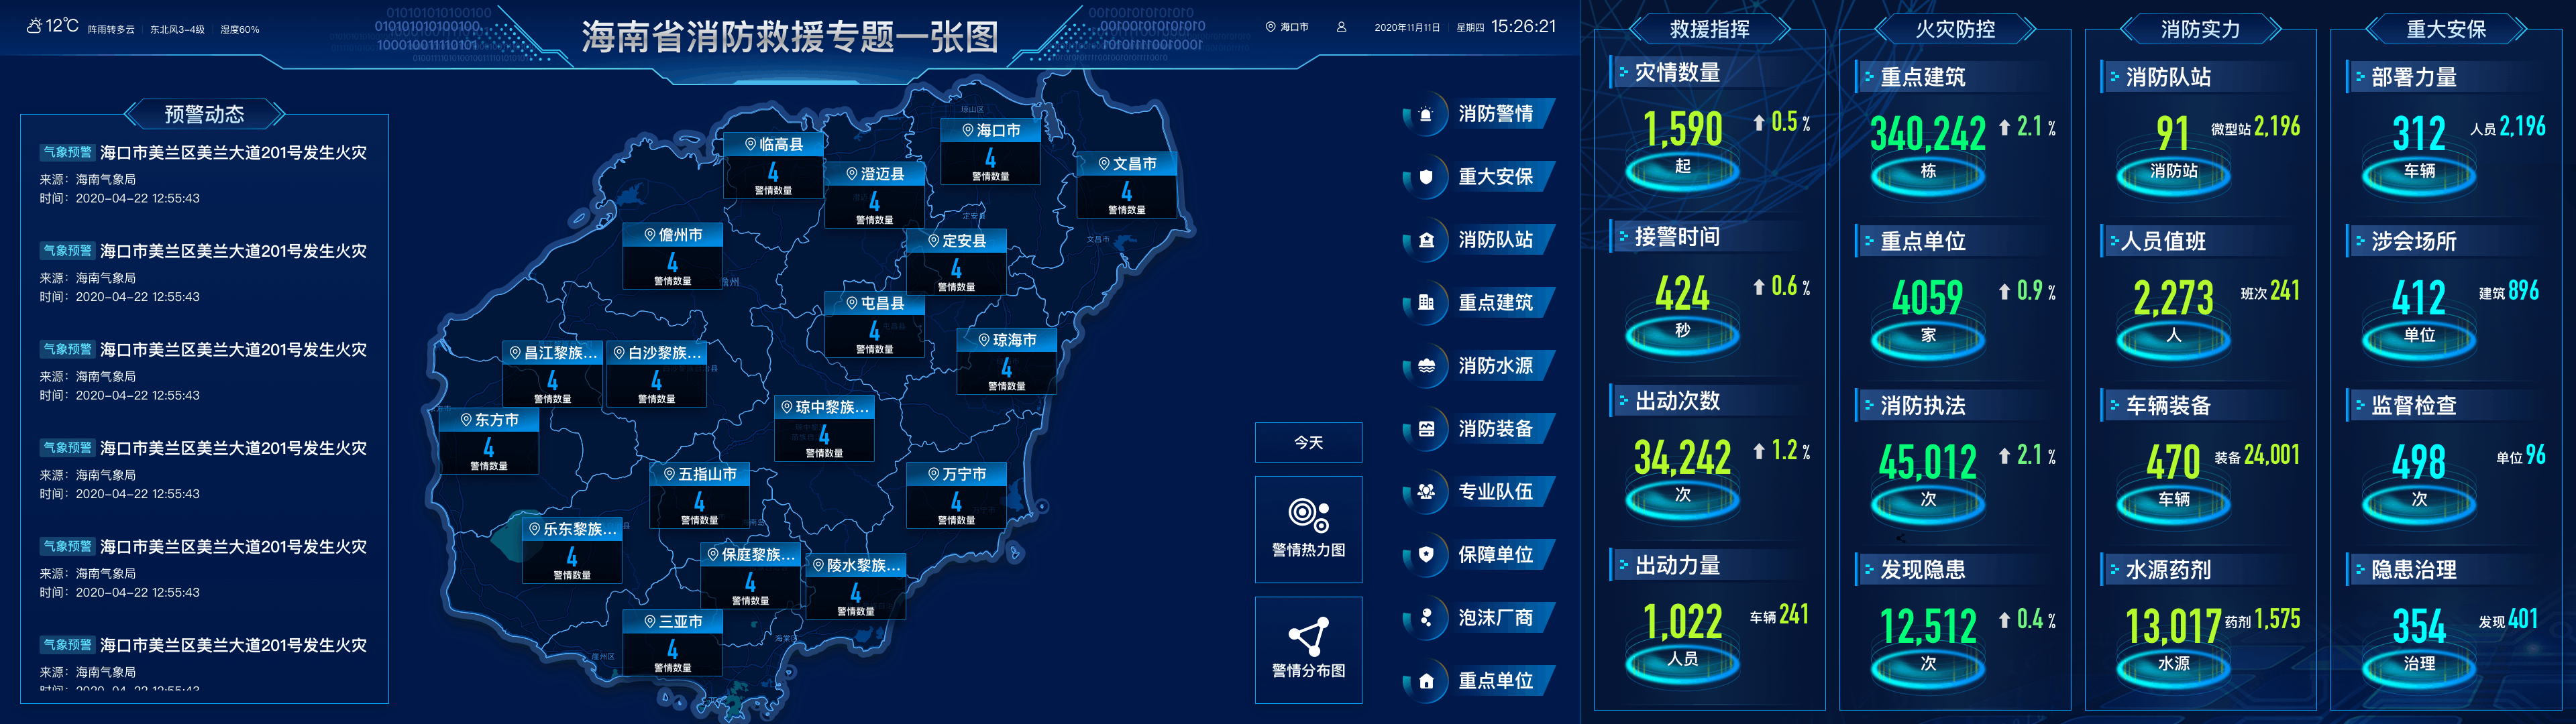 12℃ 阵雨转多云 东北风3-4级 湿度60%
海南省消防救援专题一张图
海口市
2020年11月11日 星期四 15:26:21
预警动态
气象预警 海口市美兰区美兰大道201号发生火灾
来源：海南气象局
时间：2020-04-22 12:55:43
气象预警 海口市美兰区美兰大道201号发生火灾
来源：海南气象局
时间：2020-04-22 12:55:43
气象预警 海口市美兰区美兰大道201号发生火灾
来源：海南气象局
时间：2020-04-22 12:55:43
气象预警 海口市美兰区美兰大道201号发生火灾
来源：海南气象局
时间：2020-04-22 12:55:43
气象预警 海口市美兰区美兰大道201号发生火灾
来源：海南气象局
时间：2020-04-22 12:55:43
气象预警 海口市美兰区美兰大道201号发生火灾
来源：海南气象局
时间：2020-04-22 12:55:43
琼山区
海口市
4
警情数量
临高县
4
警情数量
文昌市
4
警情数量
澄迈县
4
警情数量
定安县
文昌市
儋州市
4
警情数量
儋州
定安县
4
警情数量
屯昌县
4
警情数量
琼海市
4
警情数量
昌江黎族...
4
警情数量
白沙黎族...
4
警情数量
琼中黎族...
4
警情数量
东方市
4
警情数量
五指山市
4
警情数量
万宁市
4
警情数量
乐东黎族...
4
警情数量
保庭黎族...
4
警情数量
陵水黎族...
4
警情数量
三亚市
4
警情数量
海棠区
崖州区
今天
警情热力图
警情分布图
消防警情
重大安保
消防队站
重点建筑
消防水源
消防装备
专业队伍
保障单位
泡沫厂商
重点单位
救援指挥
灾情数量
1,590 0.5 %
起
接警时间
424 0.6 %
秒
出动次数
34,242 1.2 %
次
出动力量
1,022 车辆 241
人员
火灾防控
重点建筑
340,242 2.1 %
栋
重点单位
4059 0.9 %
家
消防执法
45,012 2.1 %
次
发现隐患
12,512 0.4 %
次
消防实力
消防队站
91 微型站 2,196
消防站
人员值班
2,273 班次 241
人
车辆装备
470 装备 24,001
车辆
水源药剂
13,017 药剂 1,575
水源
重大安保
部署力量
312 人员 2,196
车辆
涉会场所
412 建筑 896
单位
监督检查
498 单位 96
次
隐患治理
354 发现 401
治理